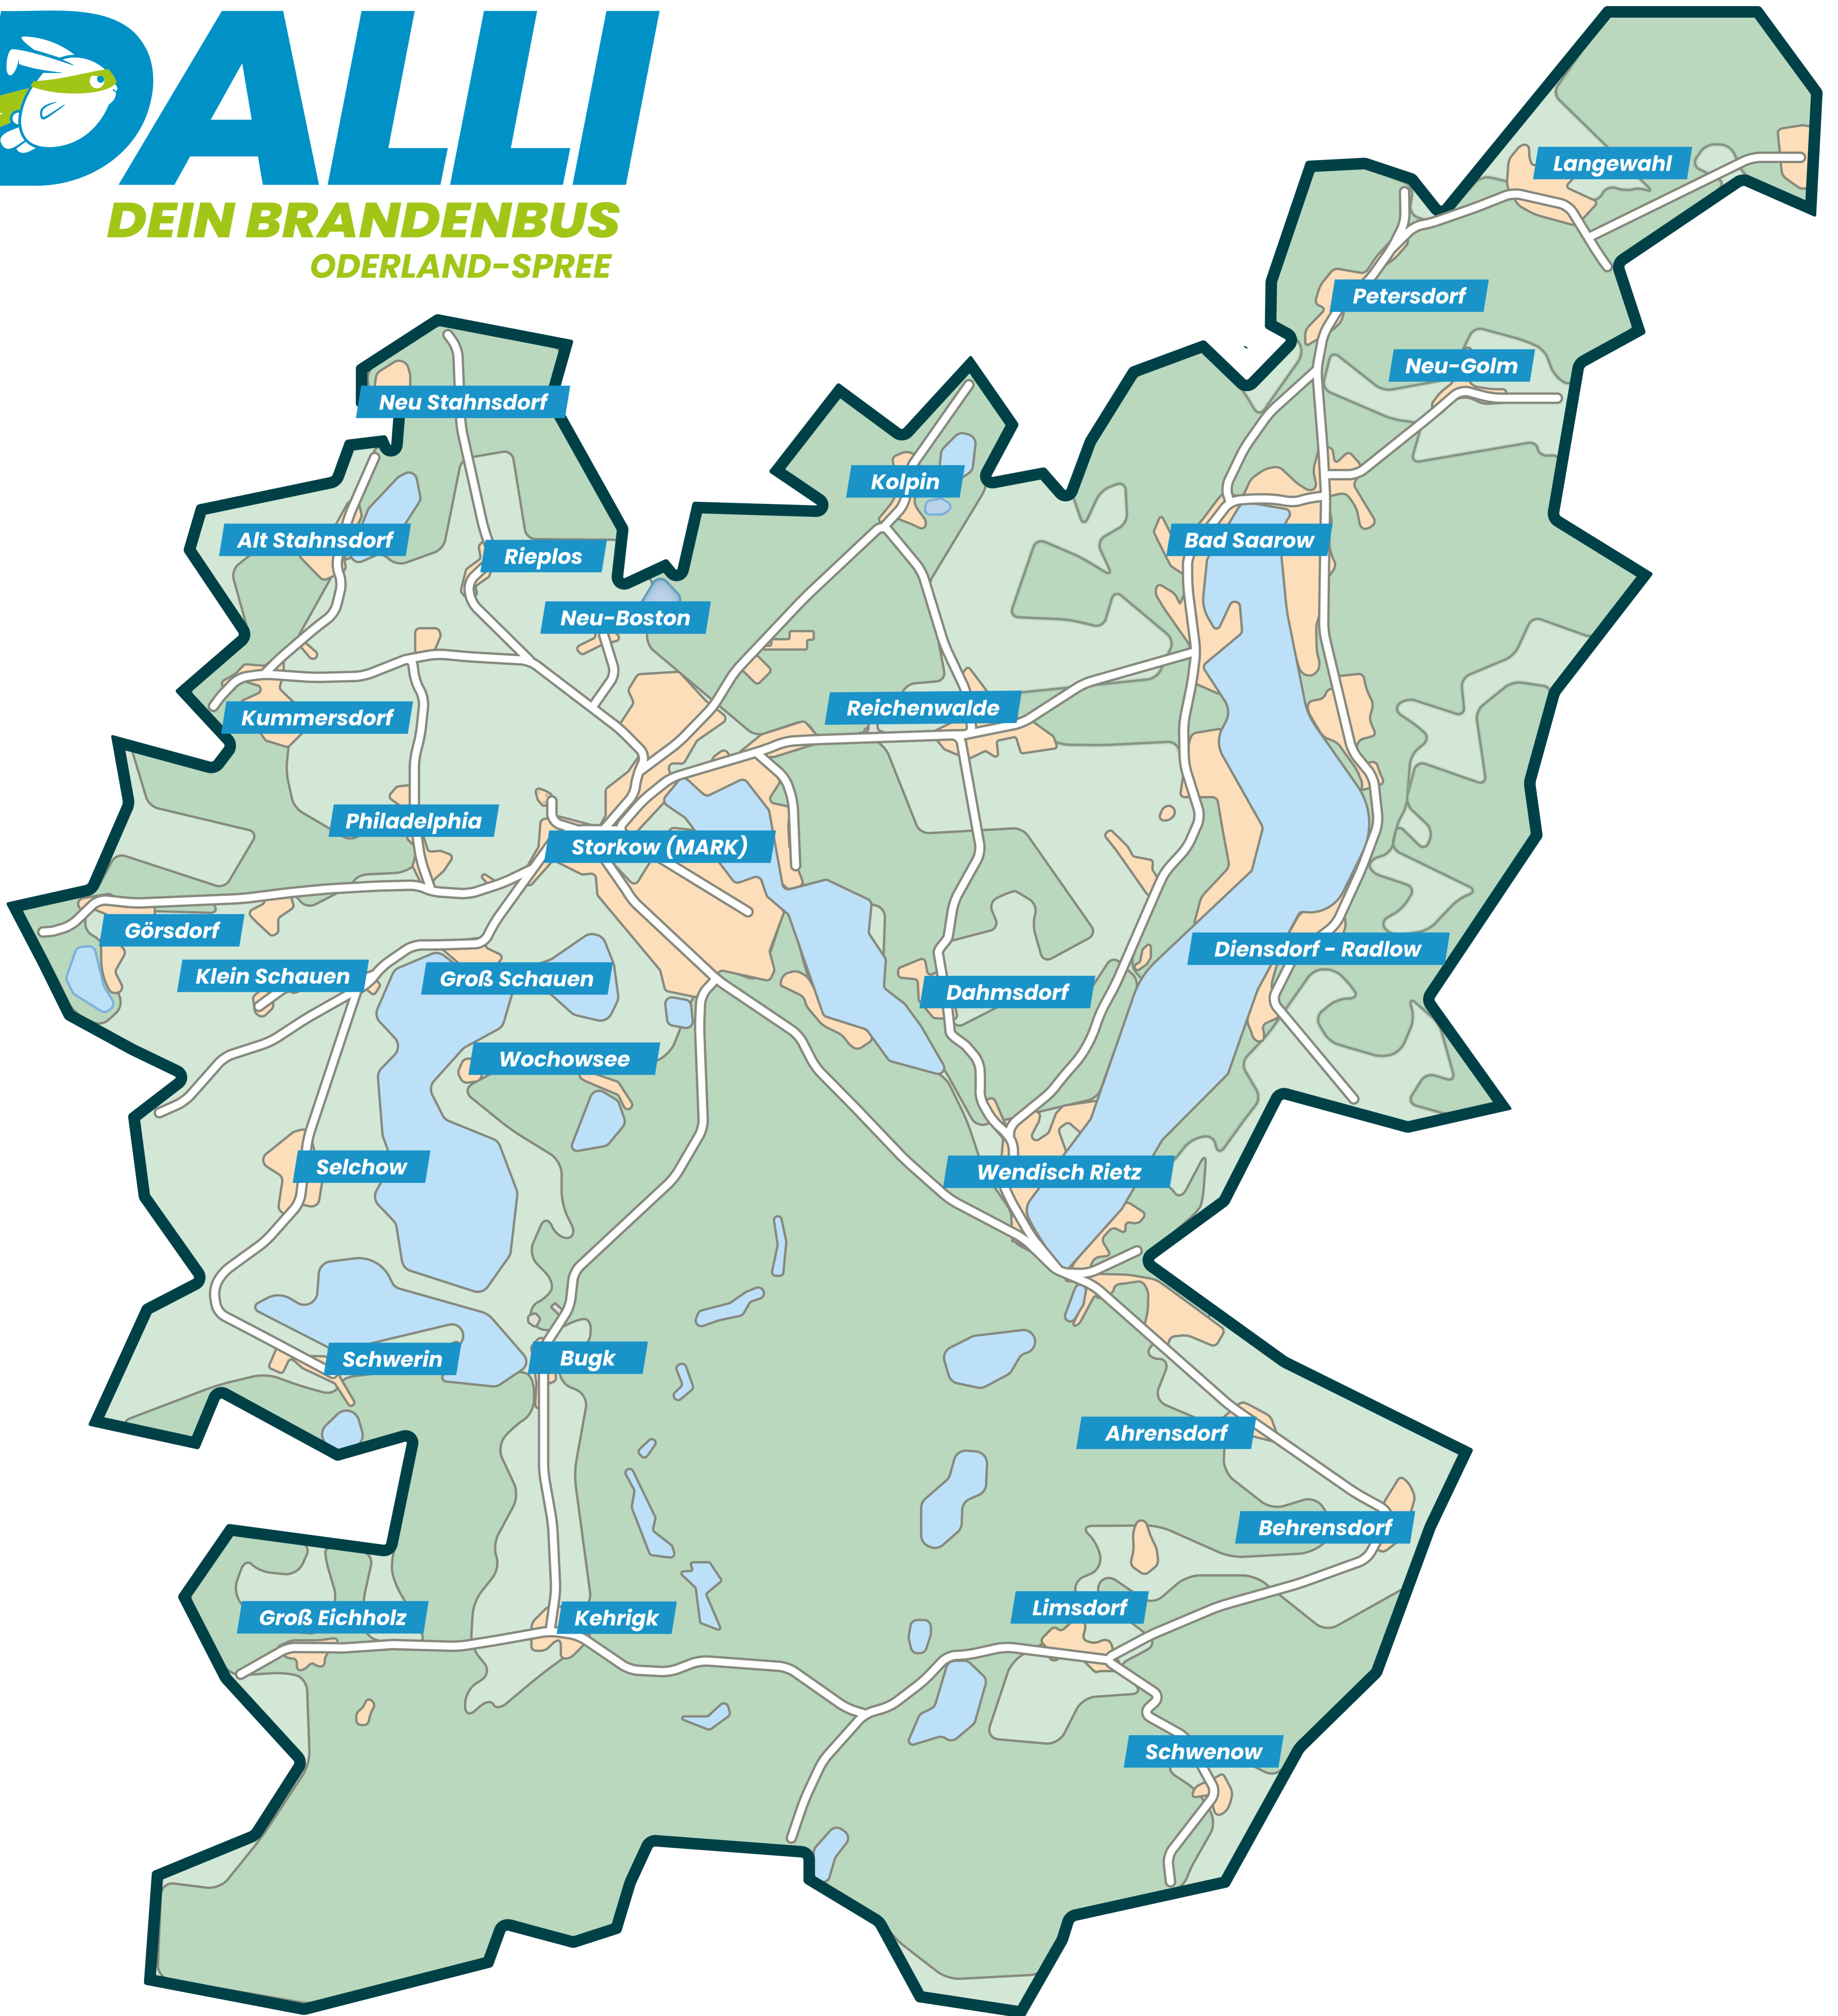 DALLI
DEIN BRANDENBUS
ODERLAND-SPREE
Langewahl
Petersdorf
Neu-Golm
Neu Stahnsdorf
Kolpin
Alt Stahnsdorf
Bad Saarow
Rieplos
Neu-Boston
Reichenwalde
Kummersdorf
Philadelphia
Storkow (MARK)
Görsdorf
Diensdorf - Radlow
Klein Schauen
Groß Schauen
Dahmsdorf
Wochowsee
Selchow
Wendisch Rietz
Schwerin
Bugk
Ahrensdorf
Behrensdorf
Limsdorf
Groß Eichholz
Kehrigk
Schwenow